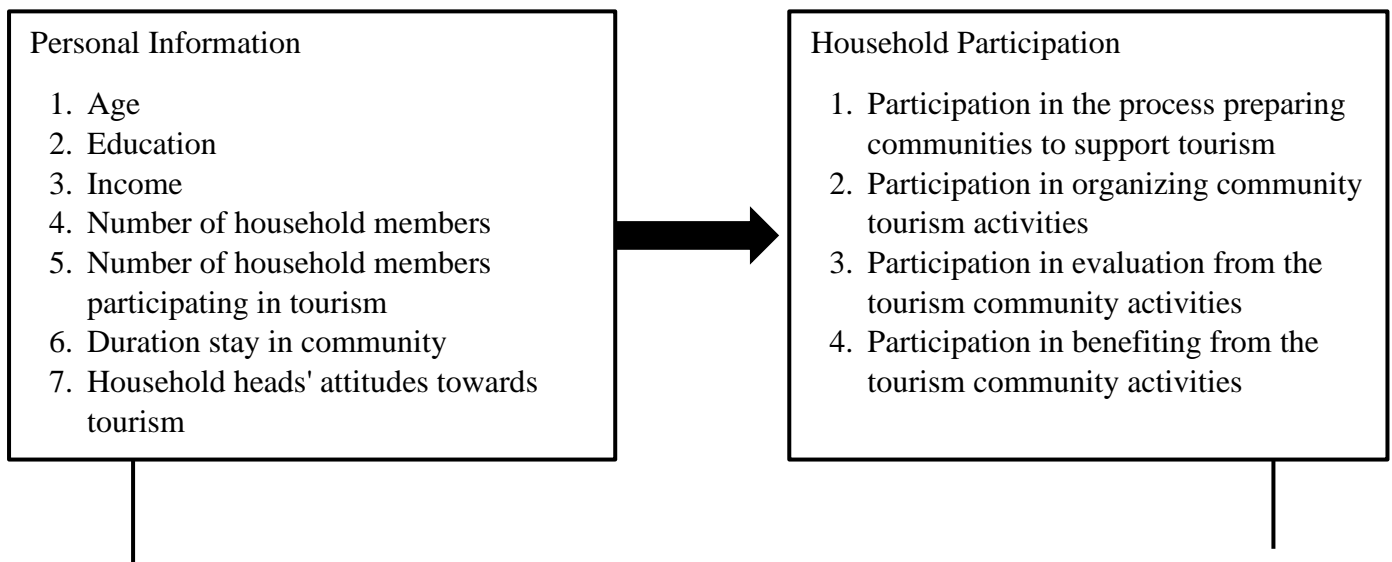 Personal Information
1. Age
2. Education
3. Income
4. Number of household members
5. Number of household members
participating in tourism
6. Duration stay in community
7. Household heads' attitudes towards
tourism
Household Participation
1. Participation in the process preparing
communities to support tourism
2. Participation in organizing community
tourism activities
3. Participation in evaluation from the
tourism community activities
4. Participation in benefiting from the
tourism community activities